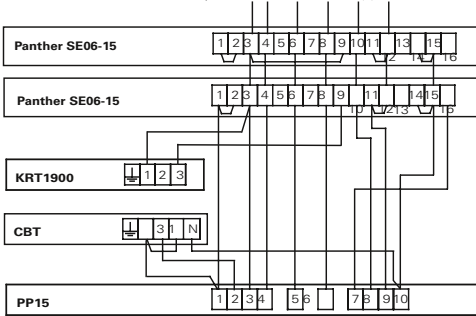 Panther SE06-15
1 2 3 4 5 6 7 8 9 10 11 12 13 14 15 16
Panther SE06-15
1 2 3 4 5 6 7 8 9 10 11 12 13 14 15 16
KRT1900
1 2 3
CBT
3 1 N
PP15
1 2 3 4 5 6 7 8 9 10